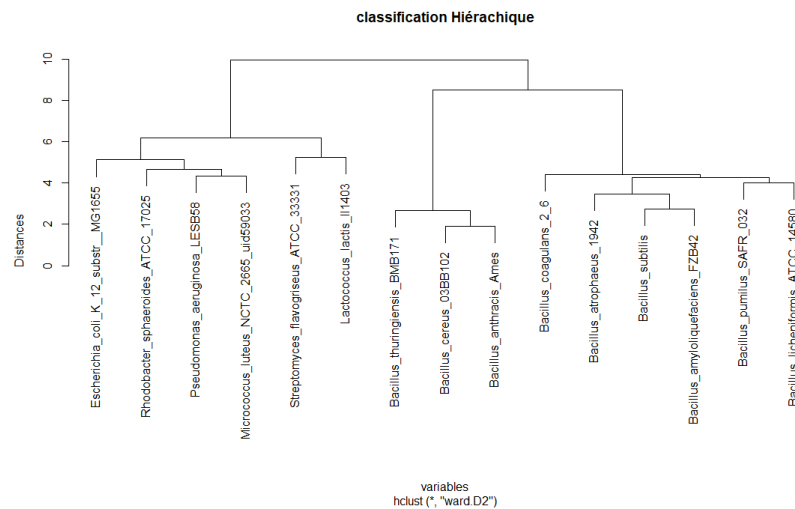 classification Hiérachique
Distances
0
2
4
6
8
10
Escherichia_coli_K_12_substr__MG1655
Rhodobacter_sphaeroides_ATCC_17025
Pseudomonas_aeruginosa_LESB58
Micrococcus_luteus_NCTC_2665_uid59033
Streptomyces_flavogriseus_ATCC_33331
Lactococcus_lactis_Il1403
Bacillus_thuringiensis_BMB171
Bacillus_cereus_03BB102
Bacillus_anthracis_Ames
Bacillus_coagulans_2_6
Bacillus_atrophaeus_1942
Bacillus_subtilis
Bacillus_amyloliquefaciens_FZB42
Bacillus_pumilus_SAFR_032
Bacillus_licheniformis_ATCC_14580
variables
hclust (*, "ward.D2")